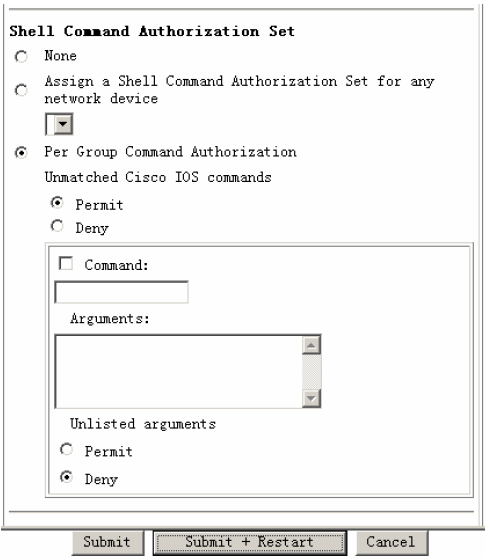 Shell Command Authorization Set
None
Assign a Shell Command Authorization Set for any
network device
Per Group Command Authorization
Unmatched Cisco IOS commands
Permit
Deny
Command:
Arguments:
Unlisted arguments
Permit
Deny
Submit Submit + Restart Cancel